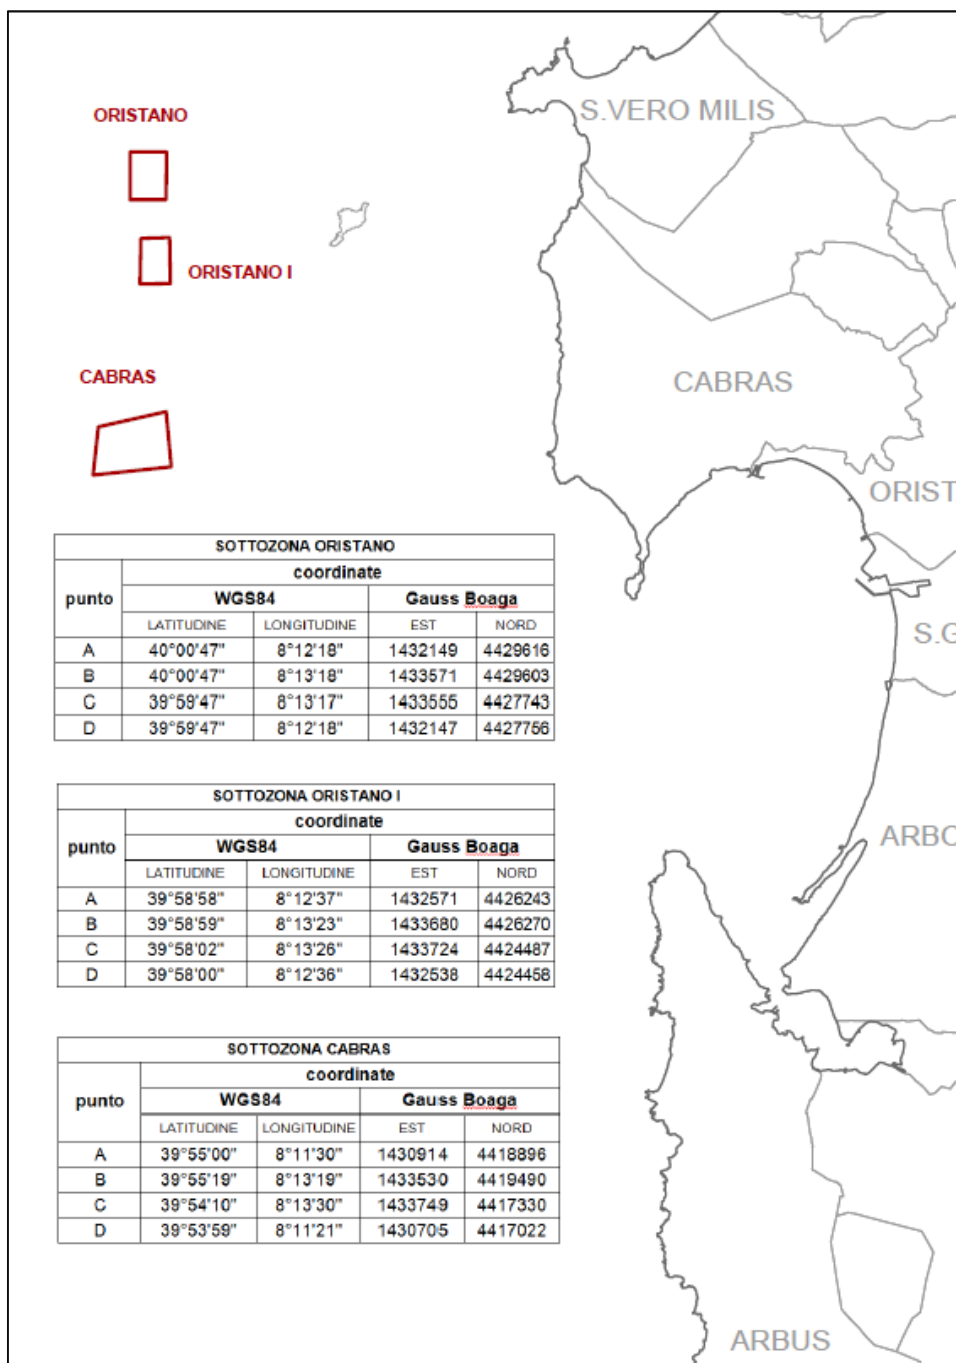 S.VERO MILIS
ORISTANO
ORISTANO I
CABRAS
CABRAS
ORIST
S.G
ARBO
ARBUS
SOTTOZONA ORISTANO
punto coordinate
WGS84 Gauss Boaga
LATITUDINE LONGITUDINE EST NORD
A 40°00'47" 8°12'18" 1432149 4429616
B 40°00'47" 8°13'18" 1433571 4429603
C 39°59'47" 8°13'17" 1433555 4427743
D 39°59'47" 8°12'18" 1432147 4427756
SOTTOZONA ORISTANO I
punto coordinate
WGS84 Gauss Boaga
LATITUDINE LONGITUDINE EST NORD
A 39°58'58" 8°12'37" 1432571 4426243
B 39°58'59" 8°13'23" 1433680 4426270
C 39°58'02" 8°13'26" 1433724 4424487
D 39°58'00" 8°12'36" 1432538 4424458
SOTTOZONA CABRAS
punto coordinate
WGS84 Gauss Boaga
LATITUDINE LONGITUDINE EST NORD
A 39°55'00" 8°11'30" 1430914 4418896
B 39°55'19" 8°13'19" 1433530 4419490
C 39°54'10" 8°13'30" 1433749 4417330
D 39°53'59" 8°11'21" 1430705 4417022